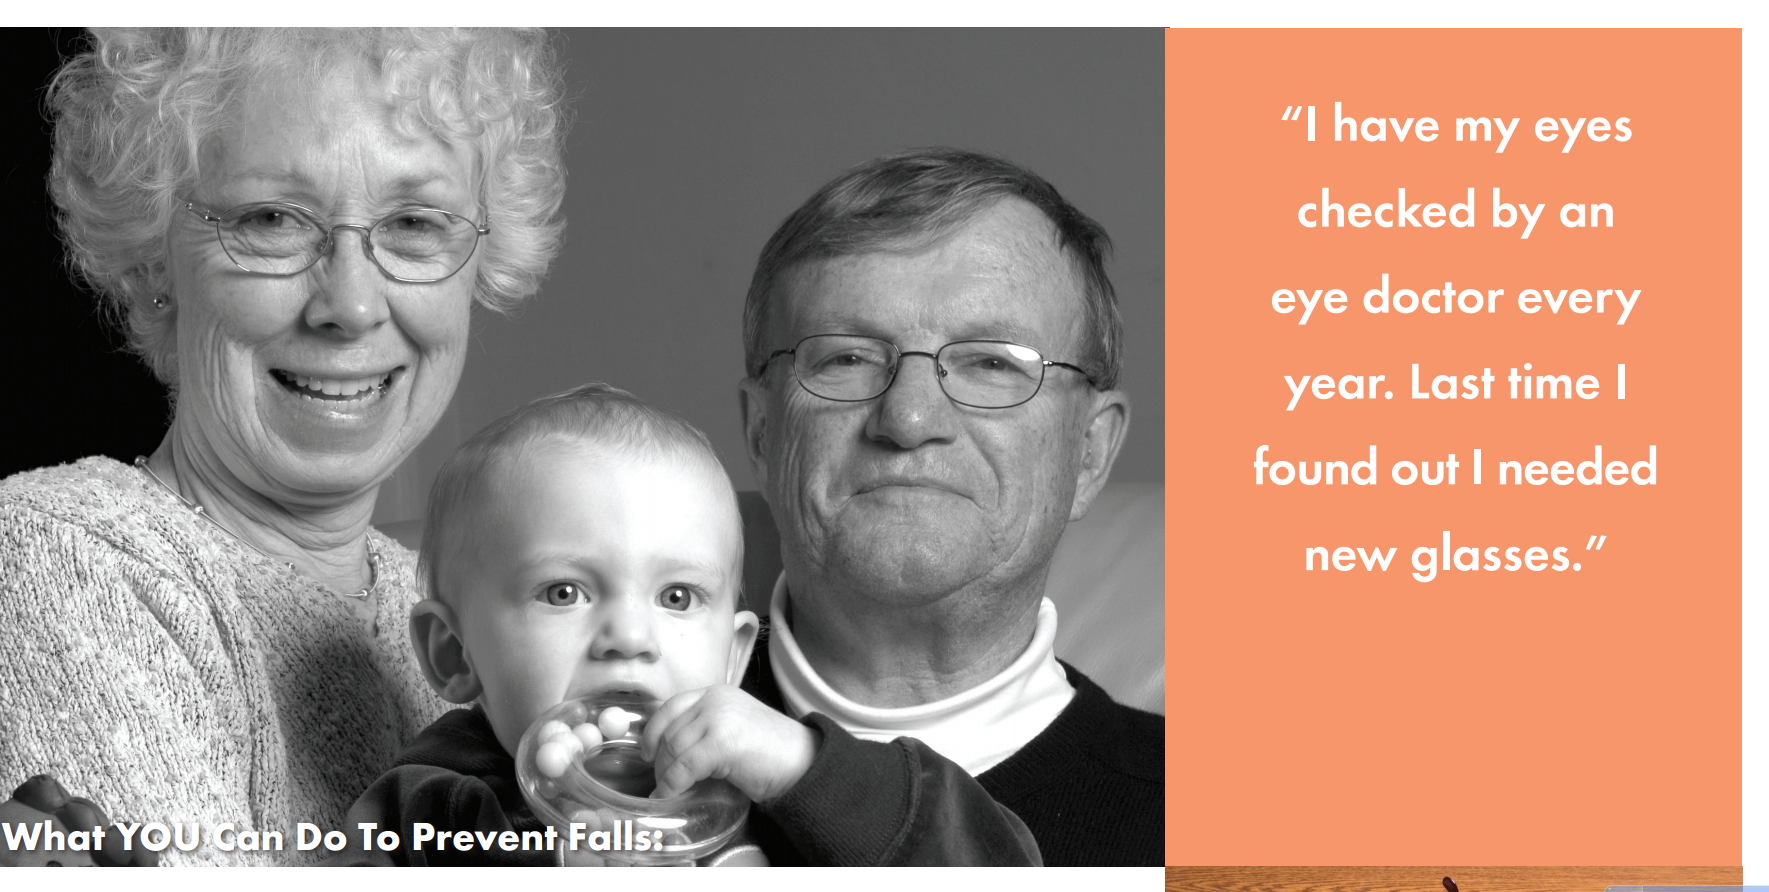 “I have my eyes
checked by an
eye doctor every
year. Last time I
found out I needed
new glasses.”
What YOU Can Do To Prevent Falls: